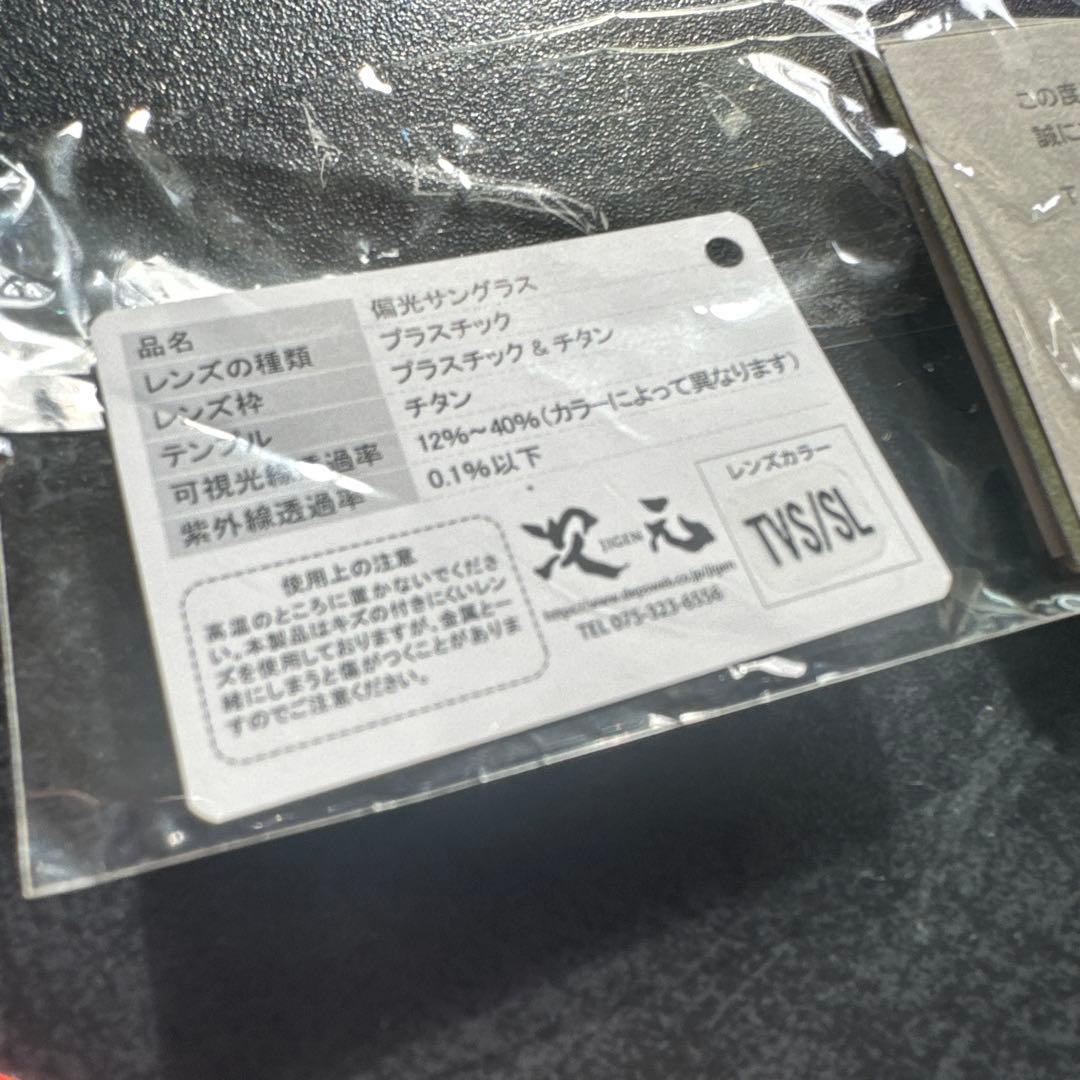 品名 偏光サングラス
レンズの種類 プラスチック
レンズ枠 プラスチック & チタン
テンプル チタン
可視光線透過率 12%～40%(カラーによって異なります)
紫外線透過率 0.1%以下
使用上の注意
高温のところに置かないでくださ
い。本製品はキズの付きにくいレン
ズを使用しておりますが、金属と一
緒にしまうと傷がつくことがありま
すのでご注意ください。
次元
JIGEN
TEL 075-323-6556
レンズカラー
TVS/SL
この度
誠に